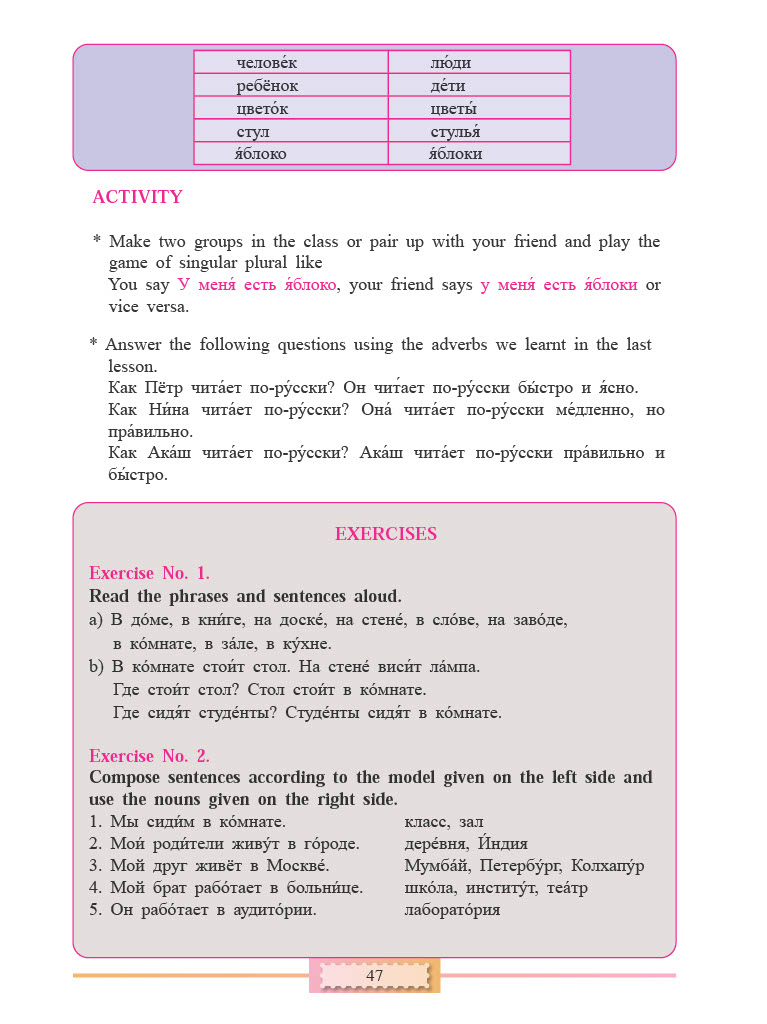 челове́к лю́ди
ребёнок де́ти
цвето́к цветы́
стул стулья́
я́блоко я́блоки
ACTIVITY
* Make two groups in the class or pair up with your friend and play the
game of singular plural like
You say У меня́ есть я́блоко, your friend says у меня́ есть я́блоки or
vice versa.
* Answer the following questions using the adverbs we learnt in the last
lesson.
Как Пётр чита́ет по-ру́сски? Он чит́ает по-ру́сски бы́стро и я́сно.
Как Ни́на чита́ет по-ру́сски? Она́ чита́ет по-ру́сски ме́дленно, но
пра́вильно.
Как Ака́ш чита́ет по-ру́сски? Ака́ш чита́ет по-ру́сски пра́вильно и
бы́стро.
EXERCISES
Exercise No. 1.
Read the phrases and sentences aloud.
a) В до́ме, в кни́ге, на доске́, на стене́, в сло́ве, на заво́де,
в ко́мнате, в за́ле, в ку́хне.
b) В ко́мнате стои́т стол. На стене́ виси́т ла́мпа.
Где стои́т стол? Стол стои́т в ко́мнате.
Где сидя́т студе́нты? Студе́нты сидя́т в ко́мнате.
Exercise No. 2.
Compose sentences according to the model given on the left side and
use the nouns given on the right side.
1. Мы сиди́м в ко́мнате. класс, зал
2. Мои́ роди́тели живу́т в го́роде. дере́вня, И́ндия
3. Мой друг живёт в Москве́. Мумба́й, Петербу́рг, Колхапу́р
4. Мой брат рабо́тает в больни́це. шко́ла, институ́т, теа́тр
5. Он рабо́тает в аудито́рии. лаборато́рия
47